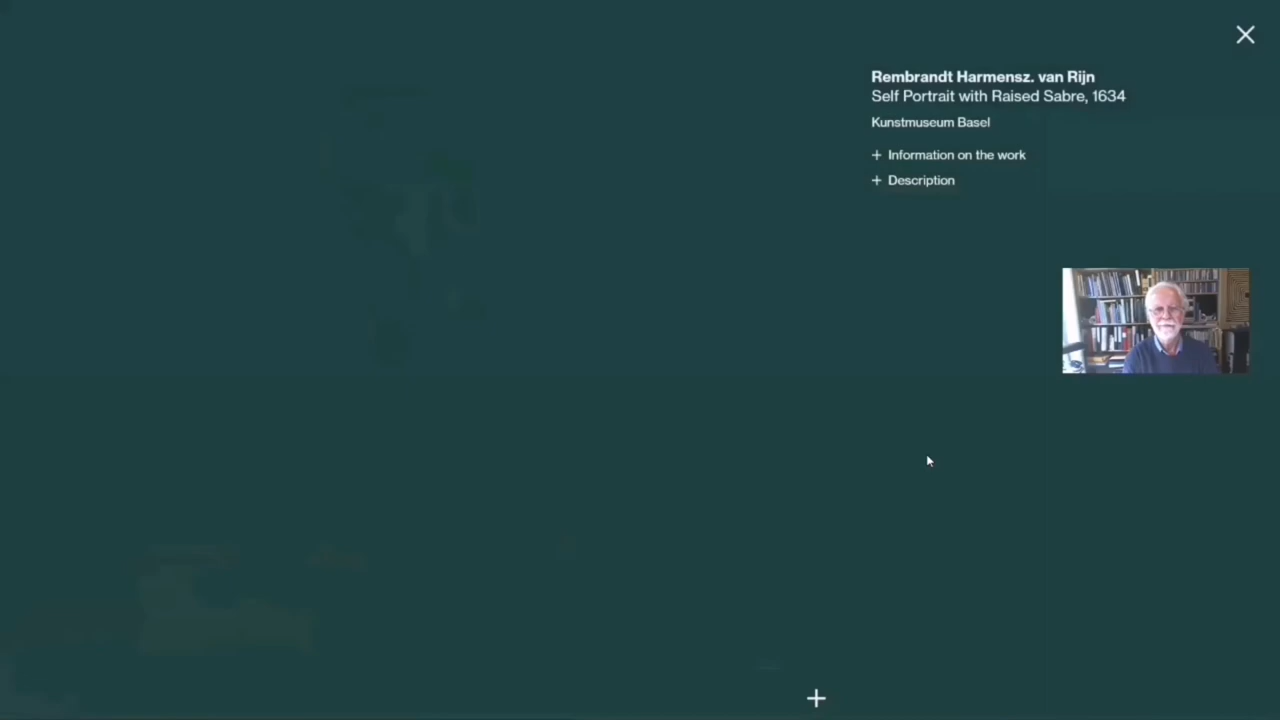 Rembrandt Harmensz. van Rijn
Self Portrait with Raised Sabre, 1634
Kunstmuseum Basel
+ Information on the work
+ Description